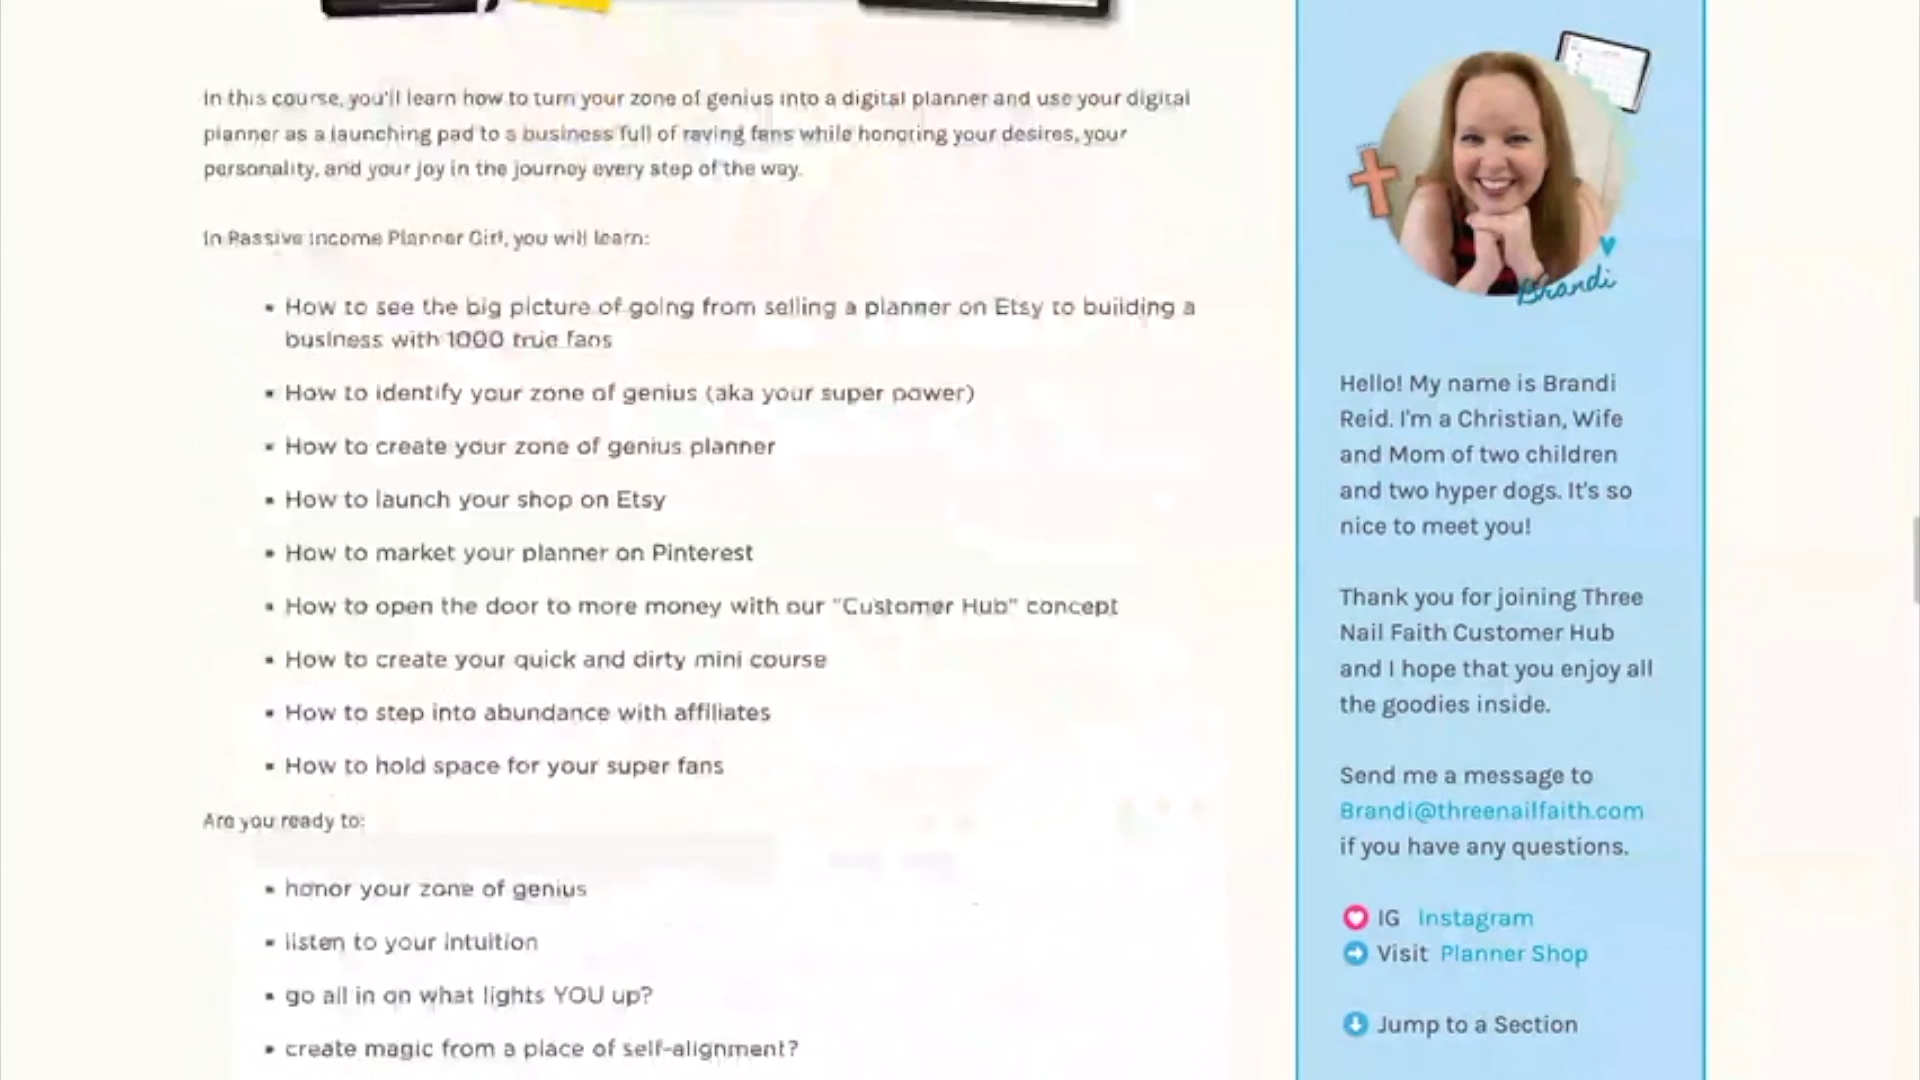 In this course, you'll learn how to turn your zone of genius into a digital planner and use your digital
planner as a launching pad to a business full of raving fans while honoring your desires, your
personality, and your joy in the journey every step of the way.
In Passive Income Planner Girl, you will learn:
▪ How to see the big picture of going from selling a planner on Etsy to building a
business with 1000 true fans
▪ How to identify your zone of genius (aka your super power)
▪ How to create your zone of genius planner
▪ How to launch your shop on Etsy
▪ How to market your planner on Pinterest
▪ How to open the door to more money with our "Customer Hub" concept
▪ How to create your quick and dirty mini course
▪ How to step into abundance with affiliates
▪ How to hold space for your super fans
Are you ready to:
▪ honor your zone of genius
▪ listen to your intuition
▪ go all in on what lights YOU up?
▪ create magic from a place of self-alignment?
Brandi
Hello! My name is Brandi
Reid. I'm a Christian, Wife
and Mom of two children
and two hyper dogs. It's so
nice to meet you!
Thank you for joining Three
Nail Faith Customer Hub
and I hope that you enjoy all
the goodies inside.
Send me a message to
Brandi@threenailfaith.com
if you have any questions.
IG Instagram
Visit Planner Shop
Jump to a Section